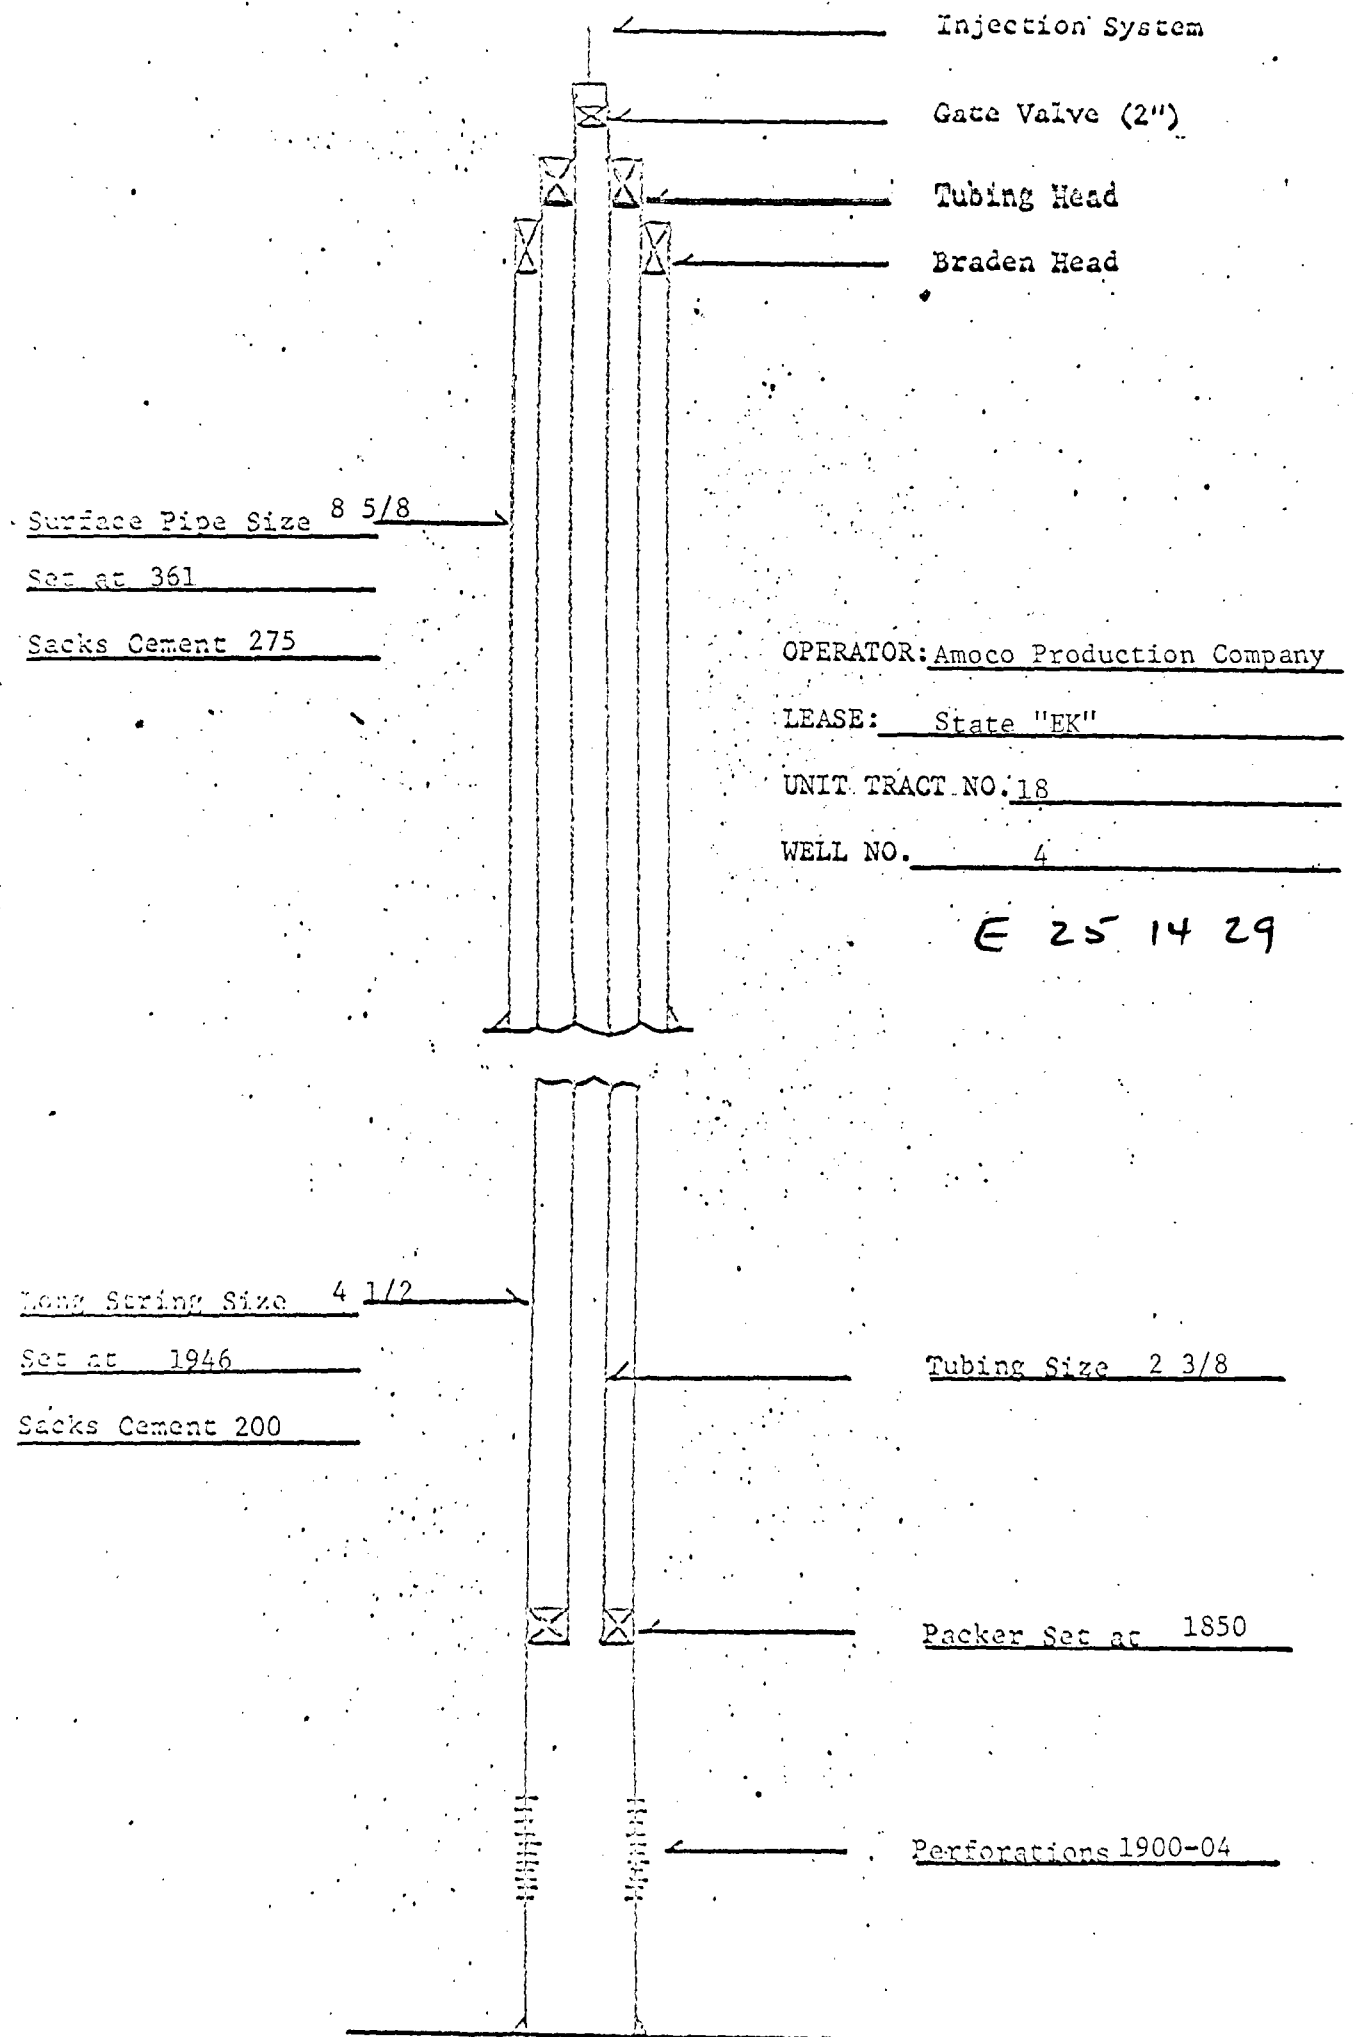 Injection System
Gate Valve (2")
Tubing Head
Braden Head
Surface Pipe Size 8 5/8
Set at 361
Sacks Cement 275
OPERATOR: Amoco Production Company
LEASE: State "EK"
UNIT TRACT NO. 18
WELL NO. 4
E 25 14 29
Long String Size 4 1/2
Set at 1946
Tubing Size 2 3/8
Sacks Cement 200
Packer Set at 1850
Perforations 1900-04